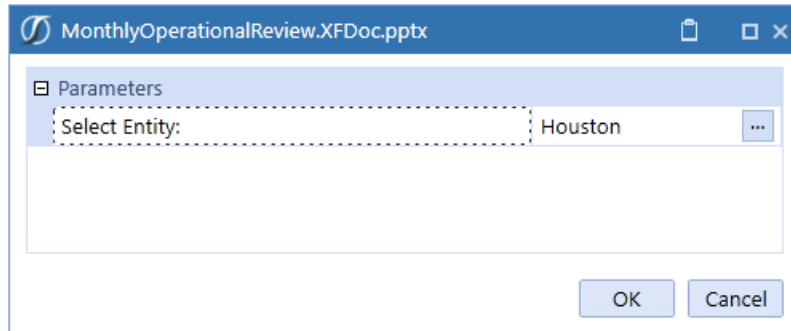 MonthlyOperationalReview.XFDoc.pptx
Parameters
Select Entity: Houston ...
OK Cancel